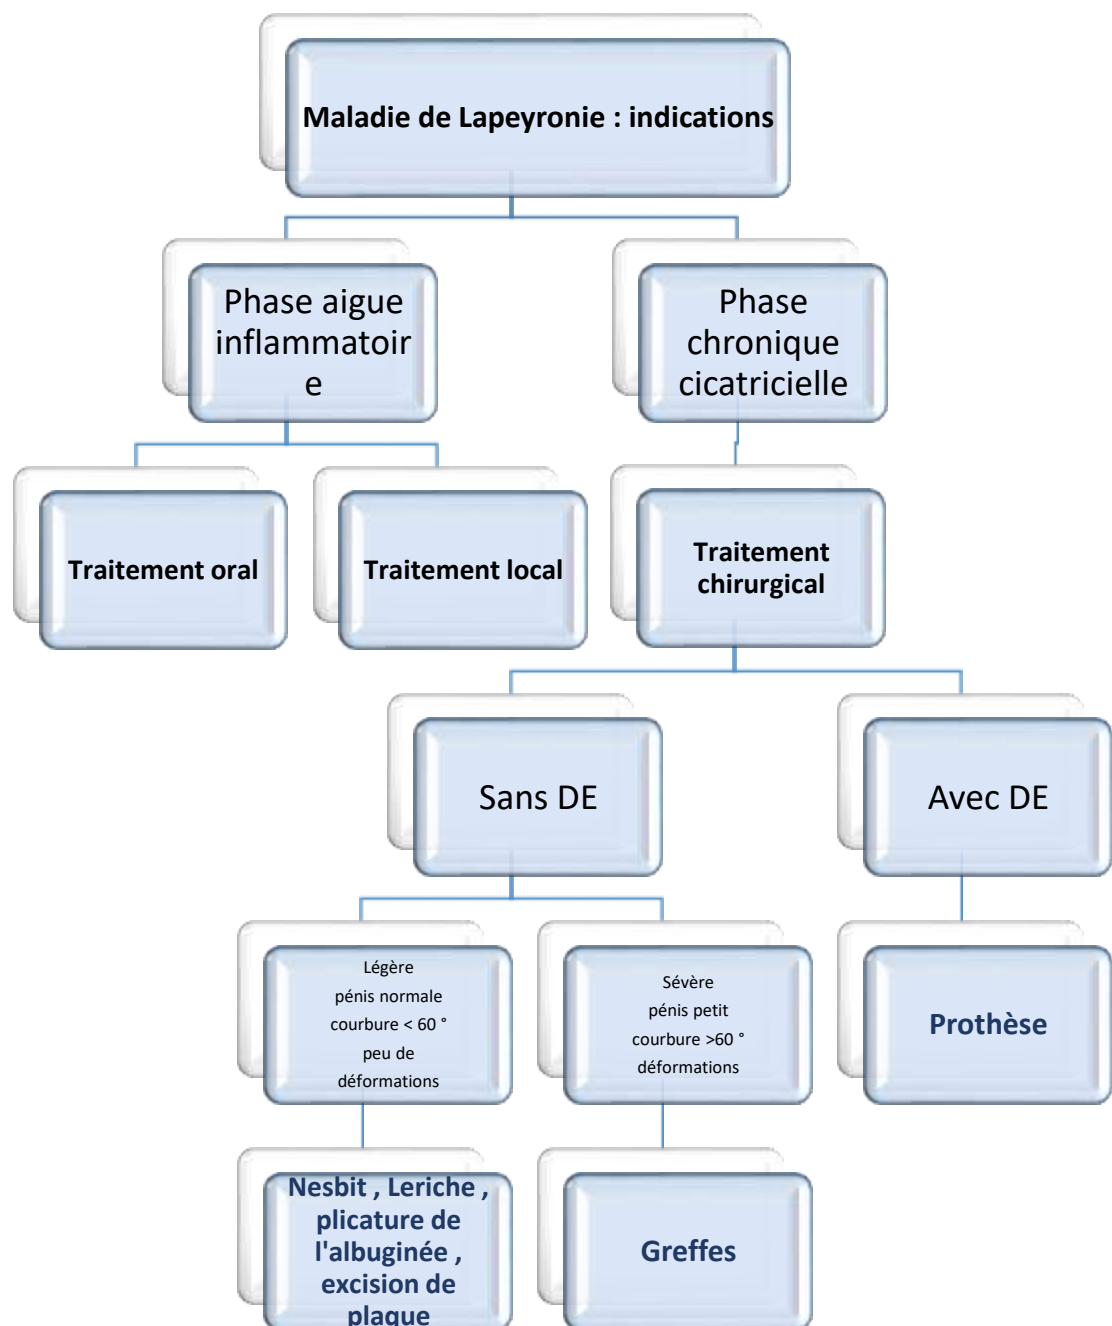 Maladie de Lapeyronie : indications
Phase aigue
inflammatoir
e
Phase
chronique
cicatricielle
Traitement oral
Traitement local
Traitement
chirurgical
Sans DE
Avec DE
Légère
pénis normale
courbure < 60 °
peu de
déformations
Sévère
pénis petit
courbure >60 °
déformations
Prothèse
Nesbit , Leriche ,
plicature de
l'albuginée ,
excision de
plaque
Greffes